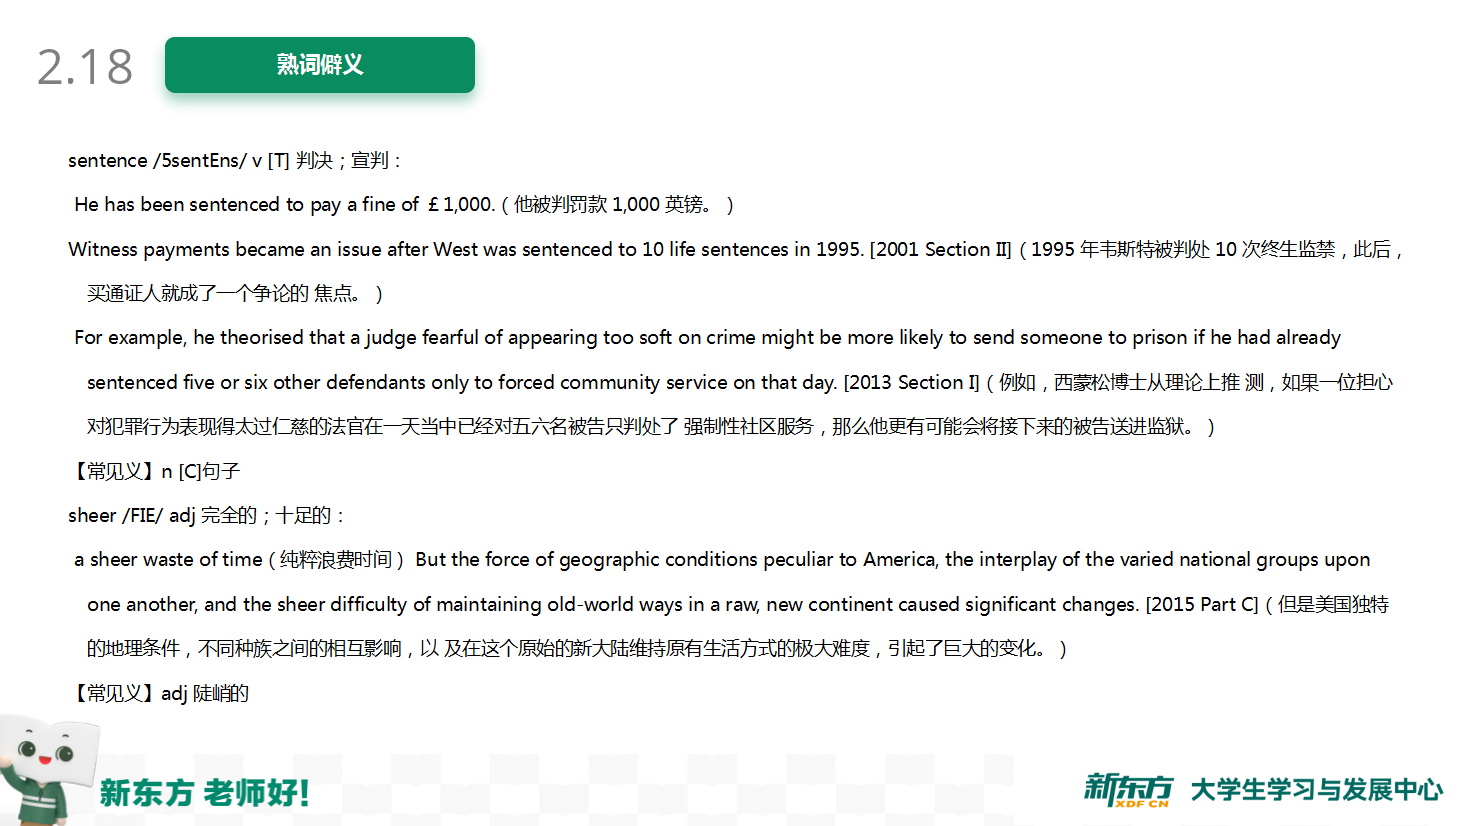 2.18
熟词僻义
sentence /5sentEns/ v [T] 判决；宣判：
He has been sentenced to pay a fine of ￡1,000.（他被判罚款 1,000 英镑。）
Witness payments became an issue after West was sentenced to 10 life sentences in 1995. [2001 Section II]（1995 年韦斯特被判处 10 次终生监禁，此后，
买通证人就成了一个争论的 焦点。）
For example, he theorised that a judge fearful of appearing too soft on crime might be more likely to send someone to prison if he had already
sentenced five or six other defendants only to forced community service on that day. [2013 Section I]（例如，西蒙松博士从理论上推 测，如果一位担心
对犯罪行为表现得太过仁慈的法官在一天当中已经对五六名被告只判处了 强制性社区服务，那么他更有可能会将接下来的被告送进监狱。）
【常见义】n [C]句子
sheer /FIE/ adj 完全的；十足的：
a sheer waste of time（纯粹浪费时间） But the force of geographic conditions peculiar to America, the interplay of the varied national groups upon
one another, and the sheer difficulty of maintaining old-world ways in a raw, new continent caused significant changes. [2015 Part C]（但是美国独特
的地理条件，不同种族之间的相互影响，以 及在这个原始的新大陆维持原有生活方式的极大难度，引起了巨大的变化。）
【常见义】adj 陡峭的
新东方 老师好！
新东方 XDF.CN 大学生学习与发展中心